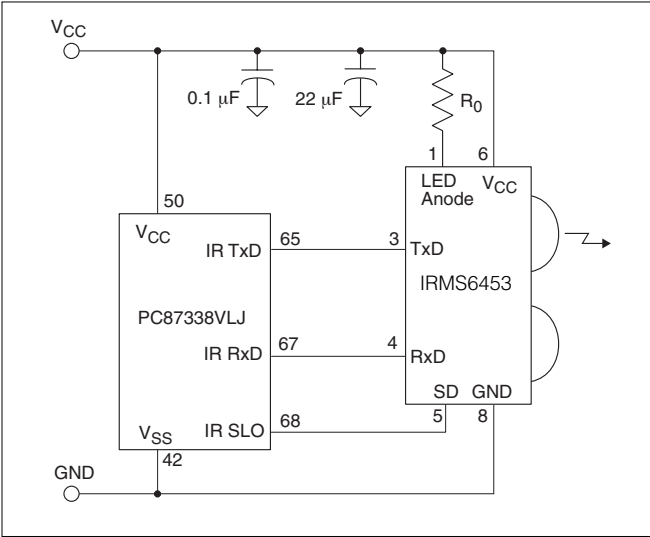 VCC
0.1 µF
22 µF
R0
1
6
LED
Anode
VCC
50
VCC
IR TxD
65
3
TxD
IRMS6453
PC87338VLJ
IR RxD
67
4
RxD
SD
GND
5
8
IR SLO
68
VSS
42
GND